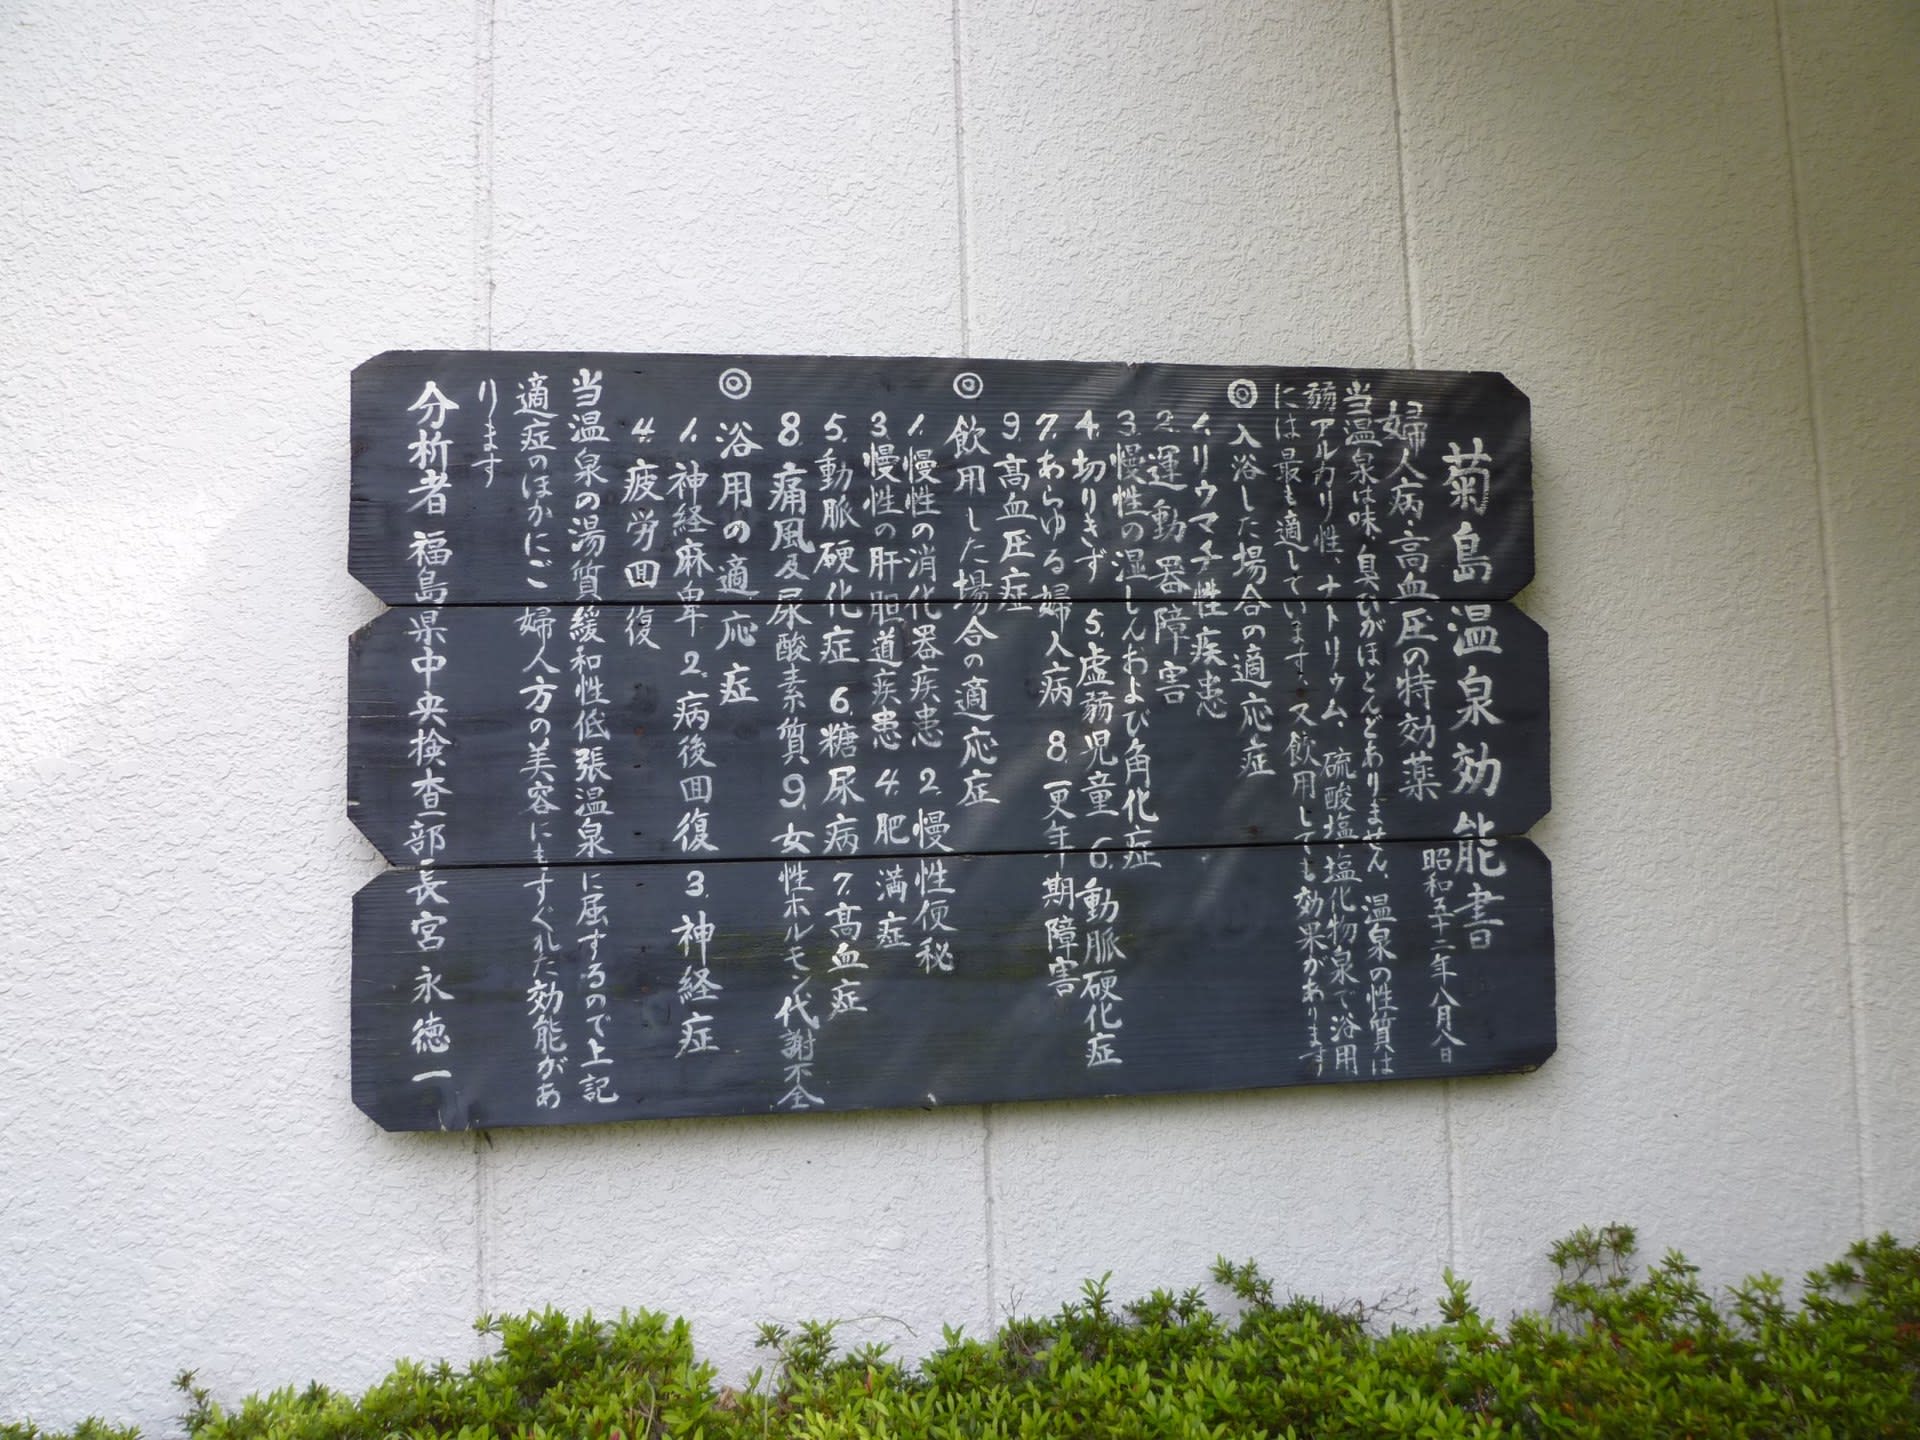 菊島温泉効能書
昭和五十二年八月八日
婦人病・高血圧の特効薬
当温泉は味、臭ひがほとんどありません、温泉の性質は
弱アルカリ性、ナトリゥム、硫酸塩・塩化物泉で浴用
には最も適しています、又飲用しても効果があります
◎入浴した場合の適応症
1.リウマチ性疾患
2.運動器障害
3.慢性の湿しんおよび角化症
4.切りきず 5.虚弱児童 6.動脈硬化症
7.あらゆる婦人病 8.更年期障害
9.高血圧症
◎飲用した場合の適応症
1.慢性の消化器疾患 2.慢性便秘
3.慢性の肝胆道疾患 4.肥満症
5.動脈硬化症 6.糖尿病 7.高血症
8.痛風及尿酸素質 9.女性ホルモン代謝不全
◎浴用の適応症
1.神経麻卑 2.病後回復 3.神経症
4.疲労回復
当温泉の湯質緩和性低張温泉に屈するので上記
適症のほかにご婦人方の美容にもすぐれた効能があ
ります
分析者 福島県中央検査部長宮永徳一